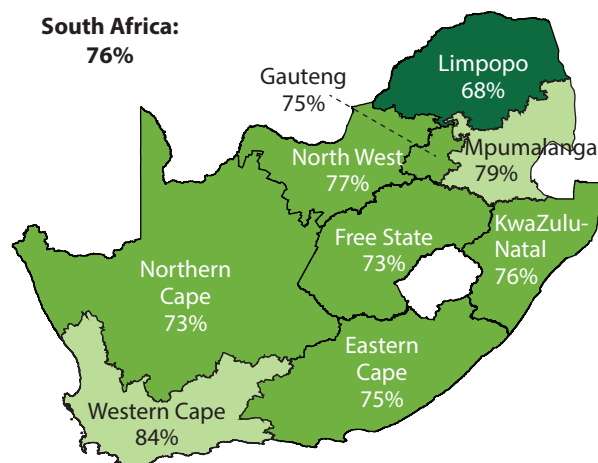 South Africa:
76%
Limpopo
68%
Gauteng
75%
Mpumalanga
79%
North West
77%
KwaZulu-
Natal
76%
Free State
73%
Northern
Cape
73%
Eastern
Cape
75%
Western Cape
84%